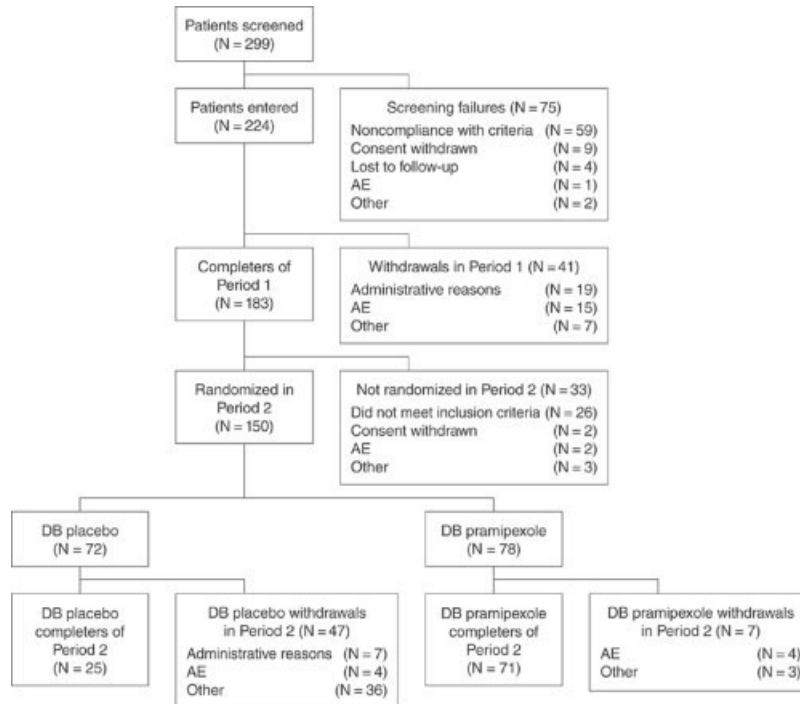 Patients screened
(N = 299)
Patients entered
(N = 224)
Screening failures (N = 75)
Noncompliance with criteria (N = 59)
Consent withdrawn (N = 9)
Lost to follow-up (N = 4)
AE (N = 1)
Other (N = 2)
Completers of
Period 1
(N = 183)
Withdrawals in Period 1 (N = 41)
Administrative reasons (N = 19)
AE (N = 15)
Other (N = 7)
Randomized in
Period 2
(N = 150)
Not randomized in Period 2 (N = 33)
Did not meet inclusion criteria (N = 26)
Consent withdrawn (N = 2)
AE (N = 2)
Other (N = 3)
DB placebo
(N = 72)
DB pramipexole
(N = 78)
DB placebo
completers of
Period 2
(N = 25)
DB placebo withdrawals
in Period 2 (N = 47)
Administrative reasons (N = 7)
AE (N = 4)
Other (N = 36)
DB pramipexole
completers of
Period 2
(N = 71)
DB pramipexole withdrawals
in Period 2 (N = 7)
AE (N = 4)
Other (N = 3)